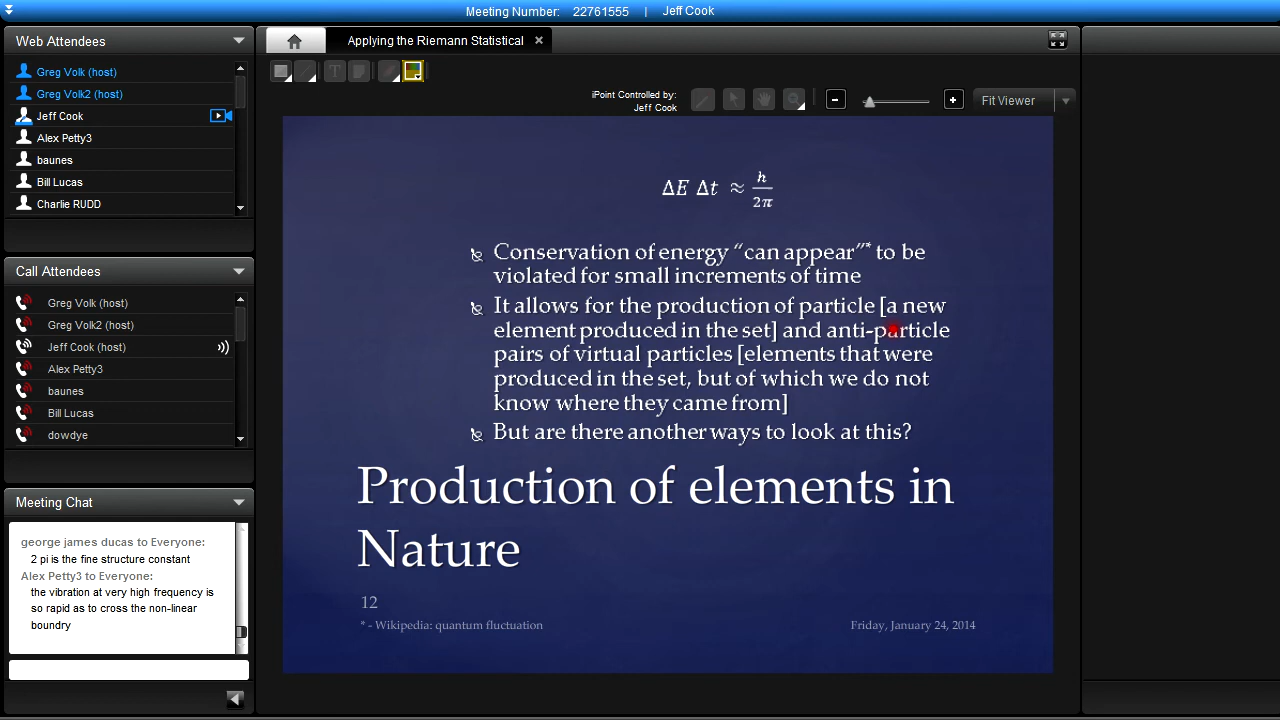 Meeting Number: 22761555 | Jeff Cook
Web Attendees
Greg Volk (host)
Greg Volk2 (host)
Jeff Cook
Alex Petty3
baunes
Bill Lucas
Charlie RUDD
Call Attendees
Greg Volk (host)
Greg Volk2 (host)
Jeff Cook (host)
Alex Petty3
baunes
Bill Lucas
dowdye
Meeting Chat
george james ducas to Everyone:
2 pi is the fine structure constant
Alex Petty3 to Everyone:
the vibration at very high frequency is
so rapid as to cross the non-linear
boundry
Applying the Riemann Statistical
iPoint Controlled by:
Jeff Cook
Fit Viewer
ΔE Δt ≈ h/2π
Conservation of energy “can appear”* to be
violated for small increments of time
It allows for the production of particle [a new
element produced in the set] and anti-particle
pairs of virtual particles [elements that were
produced in the set, but of which we do not
know where they came from]
But are there another ways to look at this?
Production of elements in
Nature
12
* - Wikipedia: quantum fluctuation
Friday, January 24, 2014